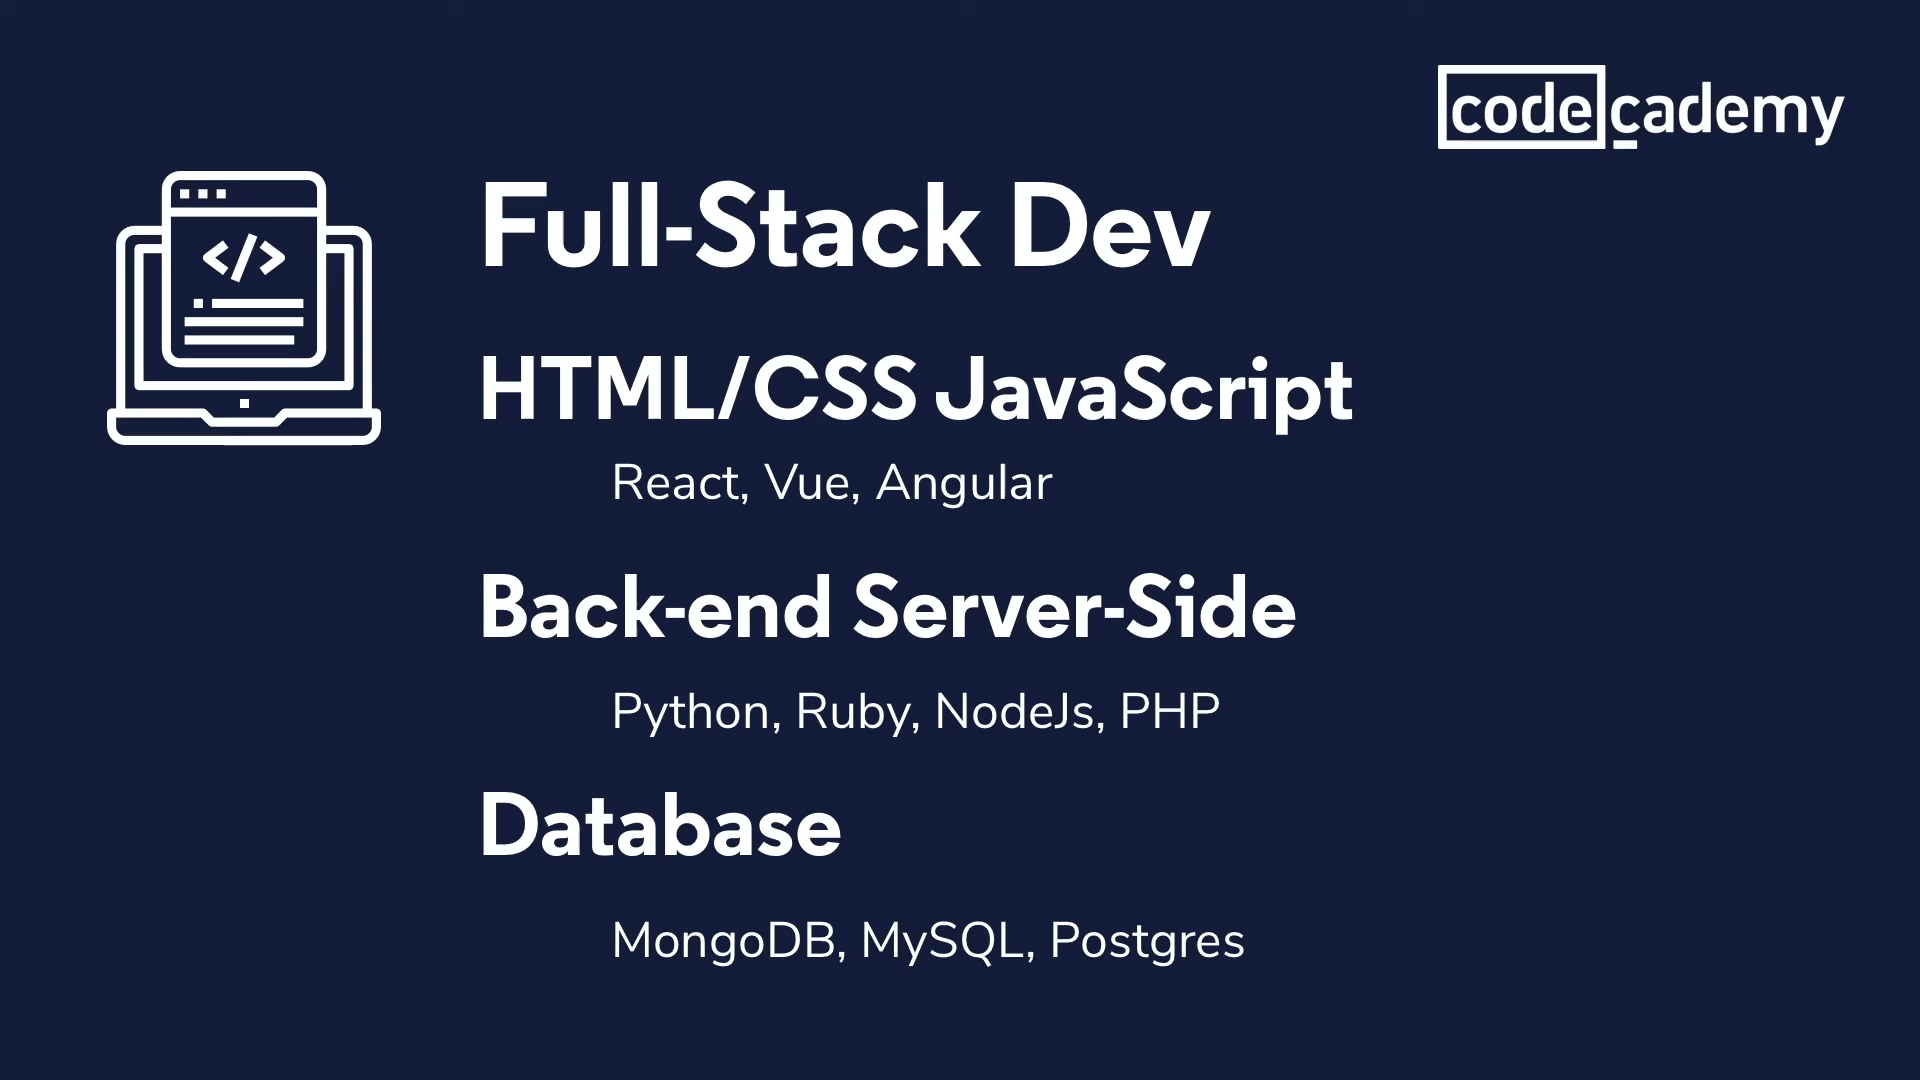 codecademy
Full-Stack Dev
</>
HTML/CSS JavaScript
React, Vue, Angular
Back-end Server-Side
Python, Ruby, NodeJs, PHP
Database
MongoDB, MySQL, Postgres